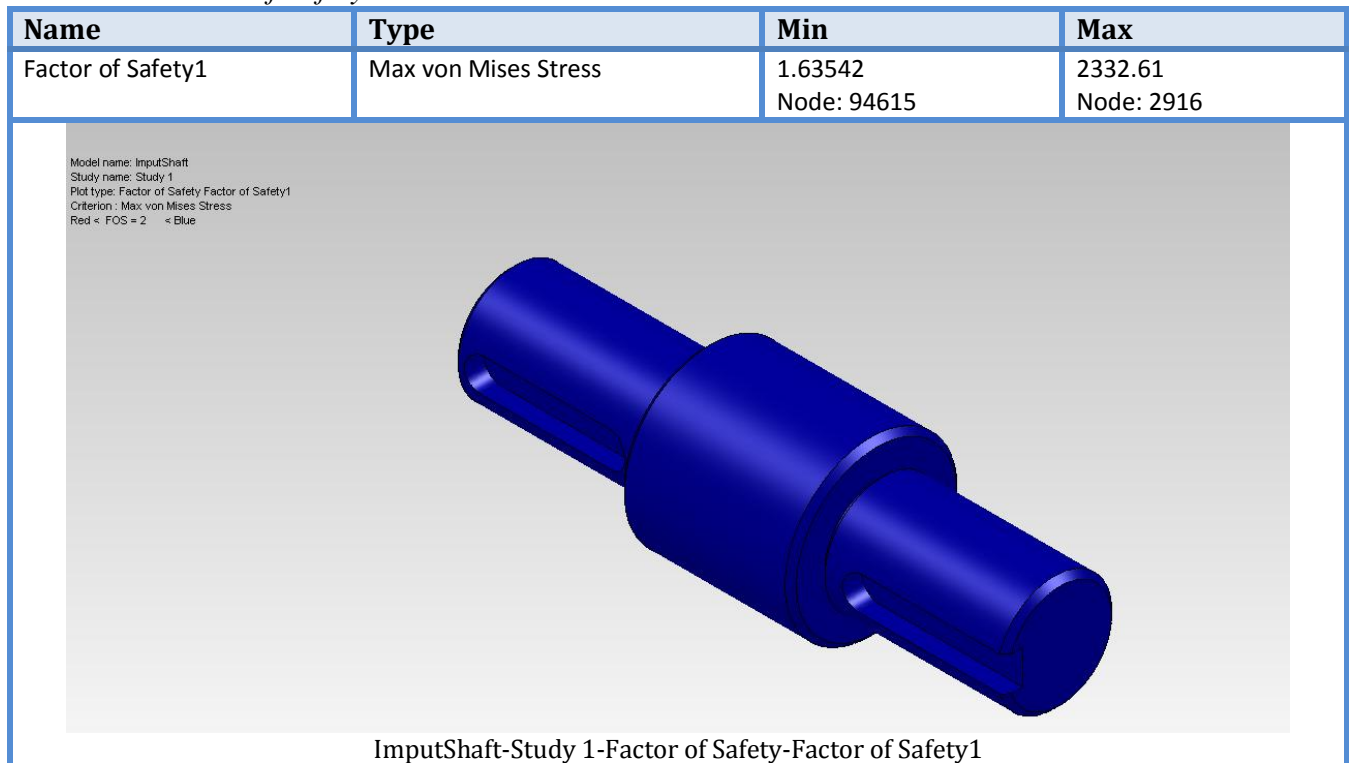 Name Type Min Max
Factor of Safety1 Max von Mises Stress 1.63542 2332.61
Node: 94615 Node: 2916
Model name: ImputShaft
Study name: Study 1
Plot type: Factor of Safety Factor of Safety1
Criterion : Max von Mises Stress
Red < FOS = 2 < Blue
ImputShaft-Study 1-Factor of Safety-Factor of Safety1